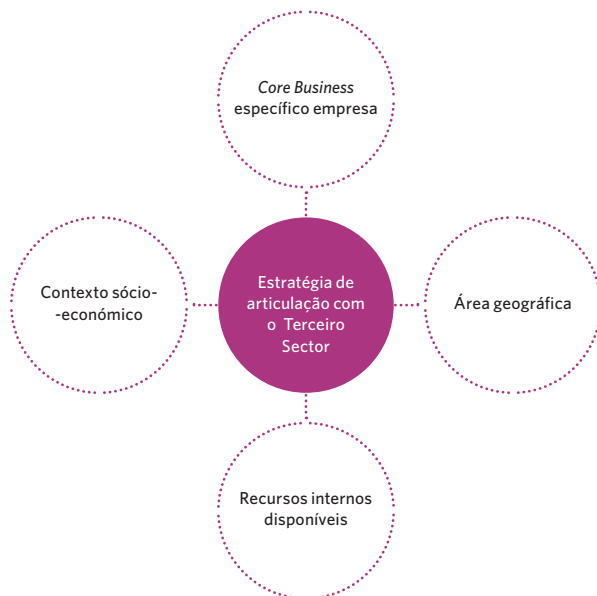 Core Business
específico empresa
Contexto sócio-
-económico
Estratégia de
articulação com
o Terceiro
Sector
Área geográfica
Recursos internos
disponíveis